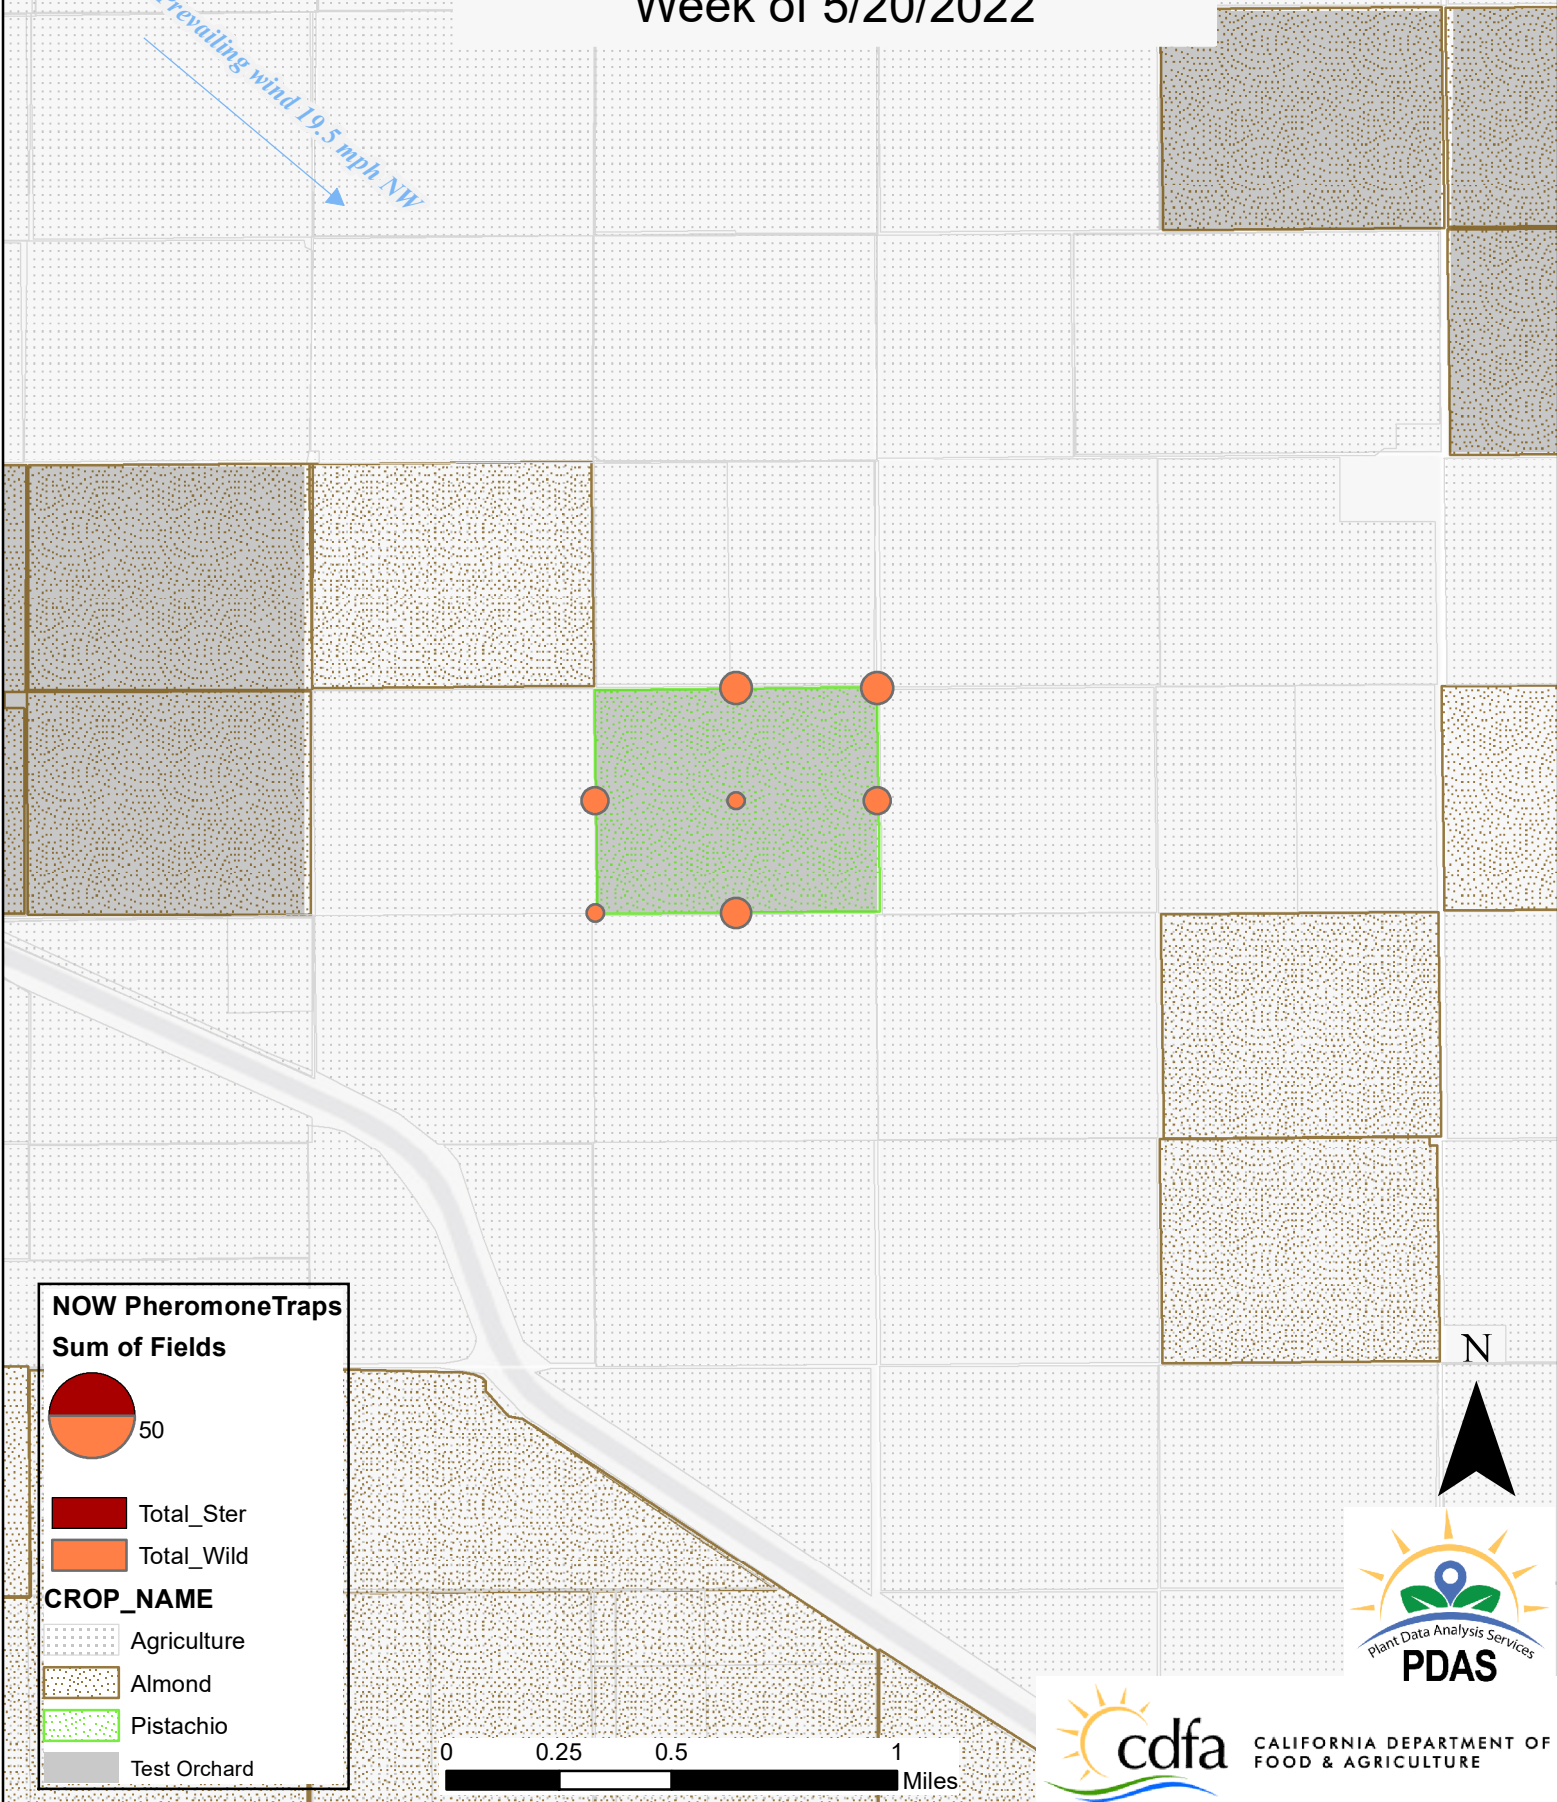 Week of 5/20/2022
Prevailing wind 19.5 mph NW
NOW PheromoneTraps
Sum of Fields
50
Total_Ster
Total_Wild
CROP_NAME
Agriculture
Almond
Pistachio
Test Orchard
0 0.25 0.5 1
Miles
N
Plant Data Analysis Services
PDAS
cdfa
CALIFORNIA DEPARTMENT OF
FOOD & AGRICULTURE